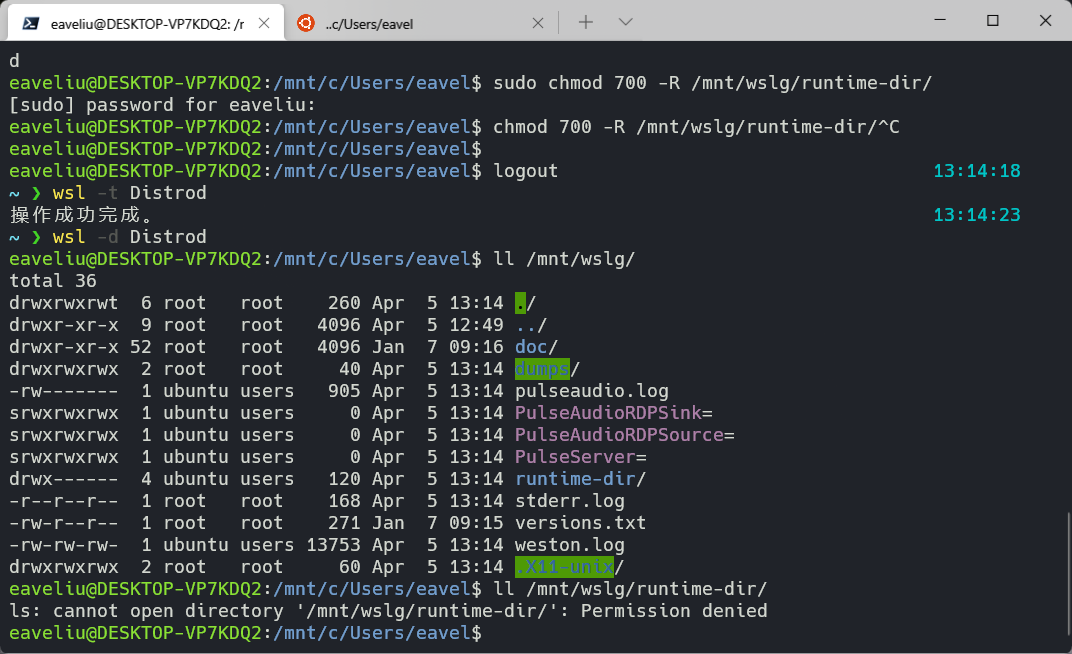 eaveliu@DESKTOP-VP7KDQ2: /r
..c/Users/eavel
d
eaveliu@DESKTOP-VP7KDQ2:/mnt/c/Users/eavel$ sudo chmod 700 -R /mnt/wslg/runtime-dir/
[sudo] password for eaveliu:
eaveliu@DESKTOP-VP7KDQ2:/mnt/c/Users/eavel$ chmod 700 -R /mnt/wslg/runtime-dir/^C
eaveliu@DESKTOP-VP7KDQ2:/mnt/c/Users/eavel$
eaveliu@DESKTOP-VP7KDQ2:/mnt/c/Users/eavel$ logout 13:14:18
~ ❯ wsl -t Distrod
操作成功完成。 13:14:23
~ ❯ wsl -d Distrod
eaveliu@DESKTOP-VP7KDQ2:/mnt/c/Users/eavel$ ll /mnt/wslg/
total 36
drwxrwxrwt  6 root   root    260 Apr  5 13:14 ./
drwxr-xr-x  9 root   root   4096 Apr  5 12:49 ../
drwxr-xr-x 52 root   root   4096 Jan  7 09:16 doc/
drwxrwxrwx  2 root   root     40 Apr  5 13:14 dumps/
-rw-------  1 ubuntu users   905 Apr  5 13:14 pulseaudio.log
srwxrwxrwx  1 ubuntu users     0 Apr  5 13:14 PulseAudioRDPSink=
srwxrwxrwx  1 ubuntu users     0 Apr  5 13:14 PulseAudioRDPSource=
srwxrwxrwx  1 ubuntu users     0 Apr  5 13:14 PulseServer=
drwx------  4 ubuntu users   120 Apr  5 13:14 runtime-dir/
-r--r--r--  1 root   root    168 Apr  5 13:14 stderr.log
-rw-r--r--  1 root   root    271 Jan  7 09:15 versions.txt
-rw-rw-rw-  1 ubuntu users 13753 Apr  5 13:14 weston.log
drwxrwxrwx  2 root   root     60 Apr  5 13:14 .X11-unix/
eaveliu@DESKTOP-VP7KDQ2:/mnt/c/Users/eavel$ ll /mnt/wslg/runtime-dir/
ls: cannot open directory '/mnt/wslg/runtime-dir/': Permission denied
eaveliu@DESKTOP-VP7KDQ2:/mnt/c/Users/eavel$